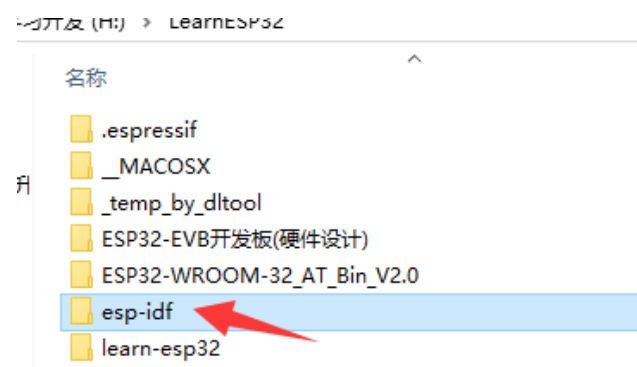 习开发 (H:) > LearnESP32
名称
.espressif
__MACOSX
升
_temp_by_dltool
ESP32-EVB开发板(硬件设计)
ESP32-WROOM-32_AT_Bin_V2.0
esp-idf
learn-esp32